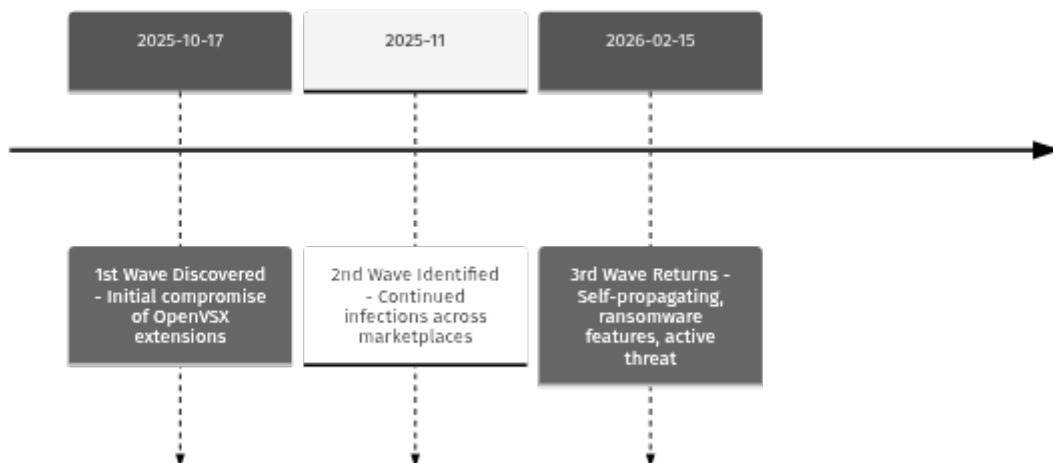 2025-10-17
2025-11
2026-02-15
1st Wave Discovered
- Initial compromise
of OpenVSX
extensions
2nd Wave Identified
- Continued
infections across
marketplaces
3rd Wave Returns -
Self-propagating,
ransomware
features, active
threat